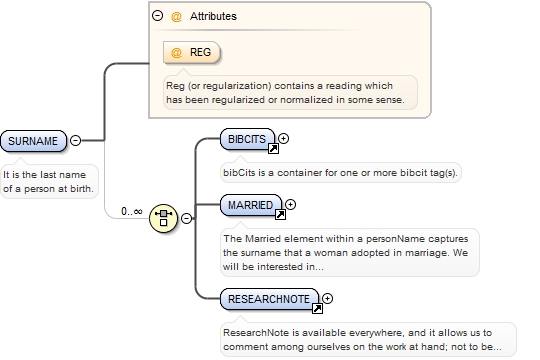 @ Attributes
@ REG
Reg (or regularization) contains a reading which
has been regularized or normalized in some sense.
SURNAME
It is the last name
of a person at birth.
0..∞
BIBCITS
bibCits is a container for one or more bibcit tag(s).
MARRIED
The Married element within a personName captures
the surname that a woman adopted in marriage. We
will be interested in...
RESEARCHNOTE
ResearchNote is available everywhere, and it allows us to
comment among ourselves on the work at hand; not to be...